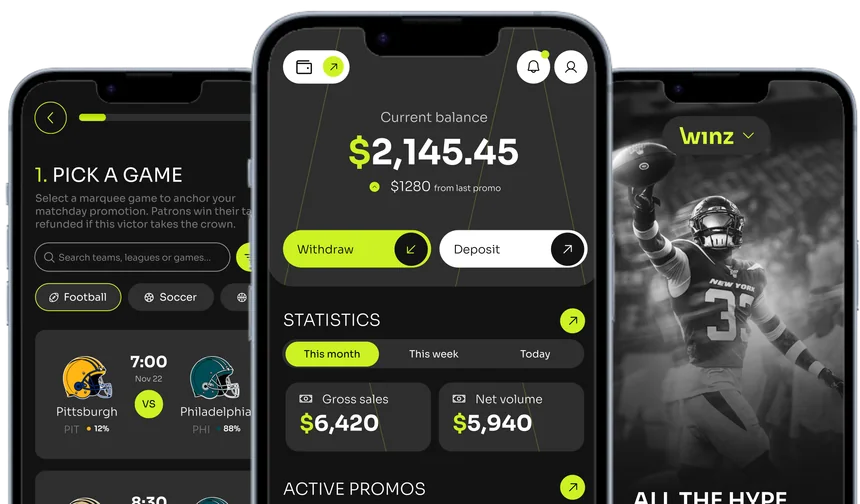 1. PICK A GAME
Select a marquee game to anchor your
matchday promotion. Patrons win their
refunded if this victor takes the crown.
Search teams, leagues or games...
Football
Soccer
7:00
Nov 22
VS
Pittsburgh
Philadelphia
PIT
12%
PHI
88%
8:30
Current balance
$2,145.45
$1280 from last promo
Withdraw
Deposit
STATISTICS
This month
This week
Today
Gross sales
$6,420
Net volume
$5,940
ACTIVE PROMOS
wınz
NEW YORK
ALL THE HYPE